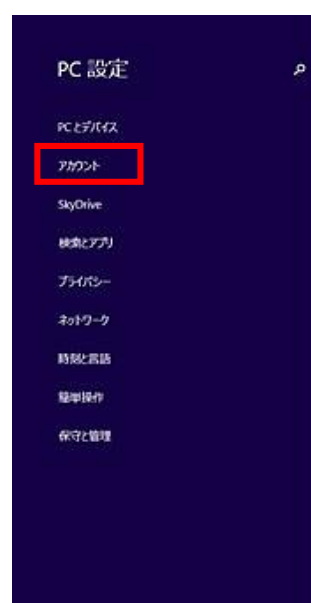 PC 設定
PC とデバイス
アカウント
SkyDrive
検索とアプリ
プライバシー
ネットワーク
時刻と言語
簡単操作
保守と管理